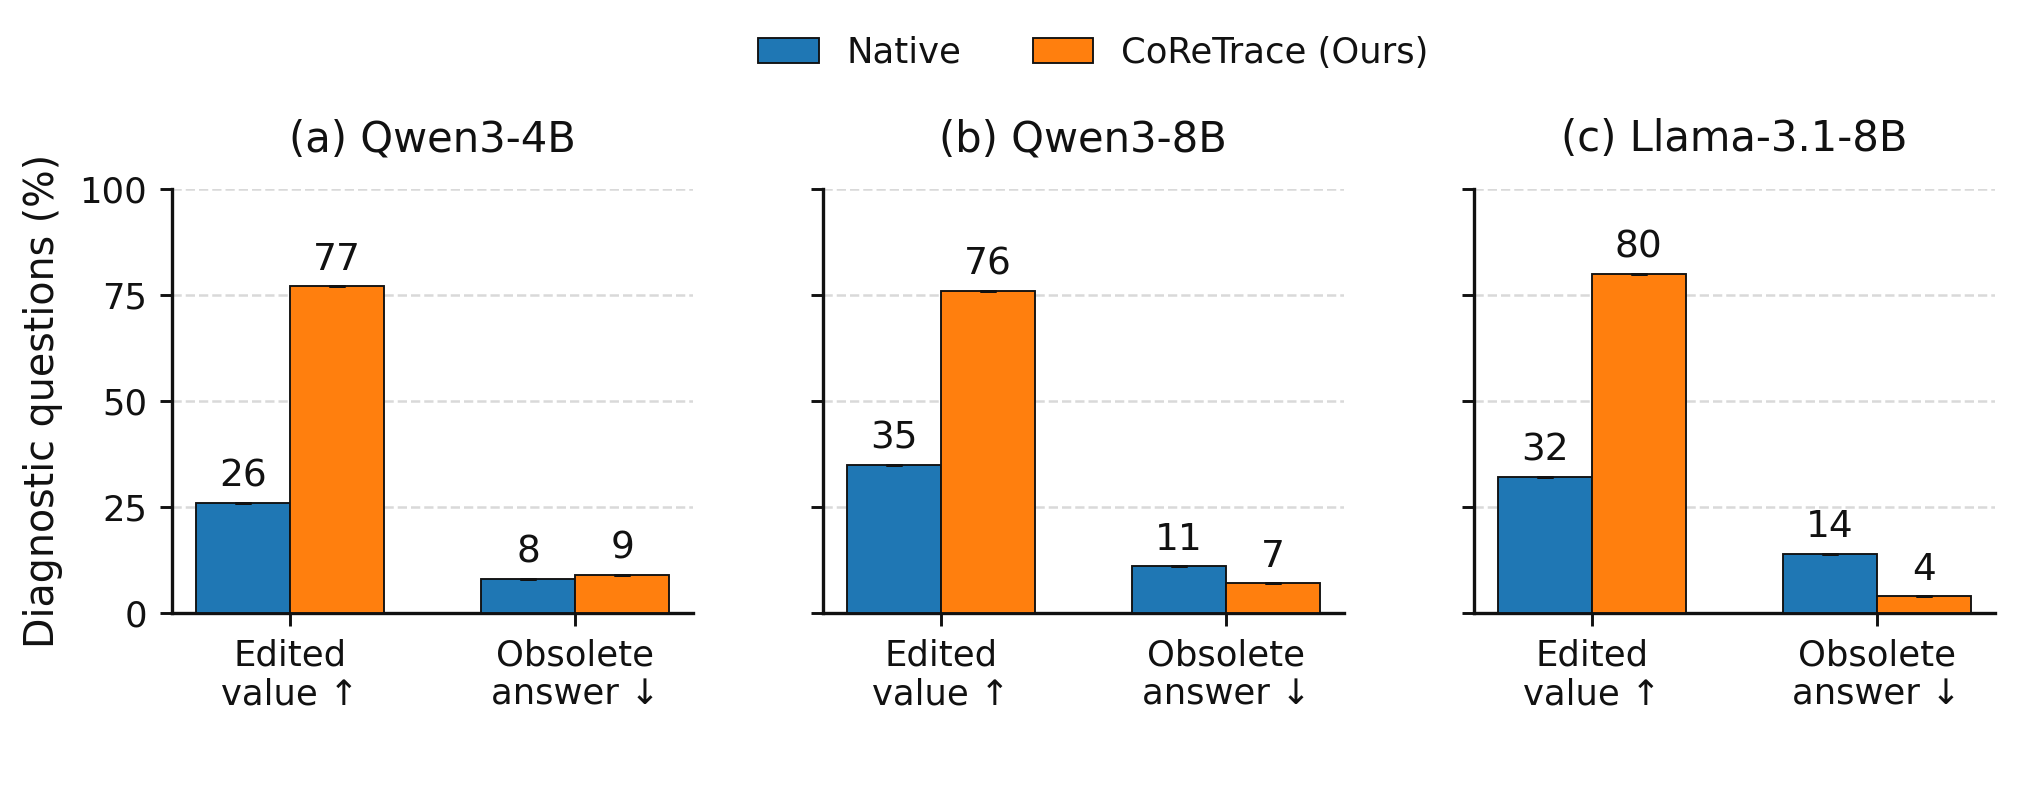 Native CoReTrace (Ours)
(a) Qwen3-4B
(b) Qwen3-8B
(c) Llama-3.1-8B
Diagnostic questions (%)
100
75
50
25
0
26
77
8
9
Edited
value ↑
Obsolete
answer ↓
35
76
11
7
Edited
value ↑
Obsolete
answer ↓
32
80
14
4
Edited
value ↑
Obsolete
answer ↓